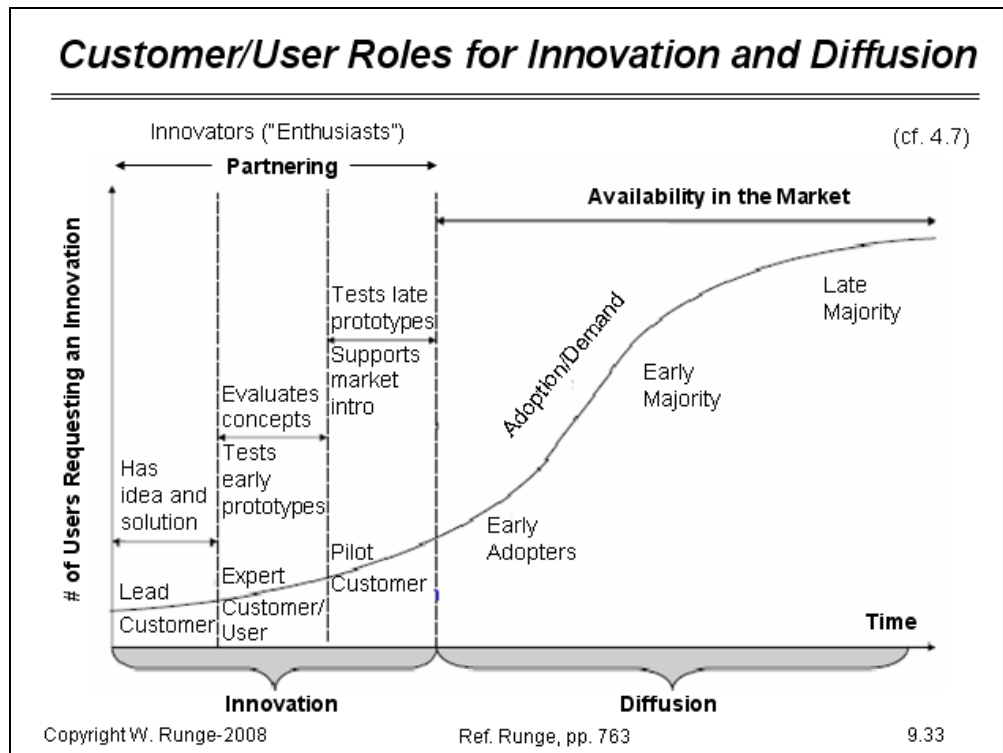 Customer/User Roles for Innovation and Diffusion
Innovators ("Enthusiasts")
(cf. 4.7)
Partnering
Availability in the Market
# of Users Requesting an Innovation
Has
idea and
solution
Lead
Customer
Evaluates
concepts
Tests
early
prototypes
Expert
Customer/
User
Tests late
prototypes
Supports
market
intro
Pilot
Customer
Adoption/Demand
Early
Adopters
Early
Majority
Late
Majority
Time
Innovation
Diffusion
Copyright W. Runge-2008
Ref. Runge, pp. 763
9.33